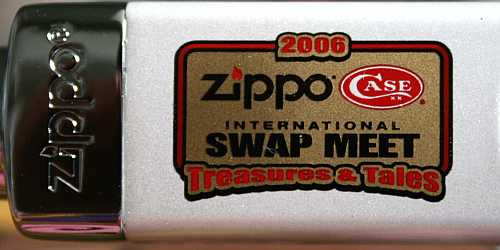 zippo®
2006
zippo®
CASE
XX
®
INTERNATIONAL
SWAP MEET
Treasures & Tales